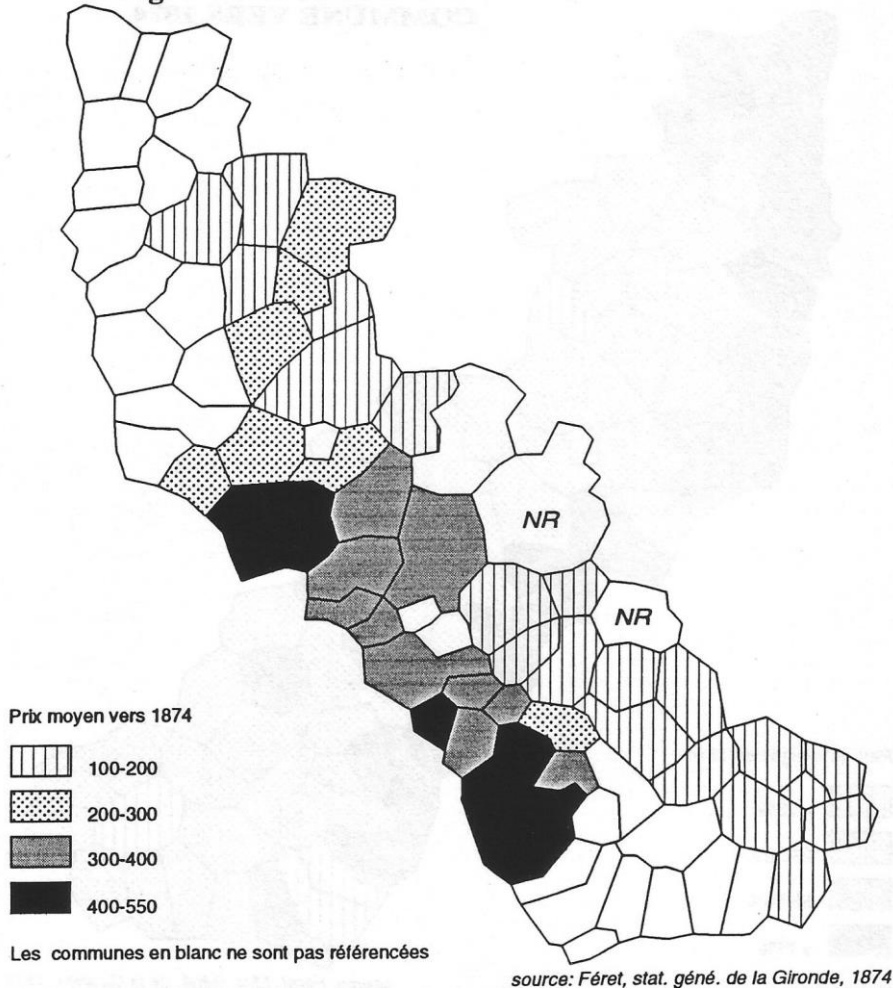 NR
NR
Prix moyen vers 1874
100-200
200-300
300-400
400-550
Les communes en blanc ne sont pas référencées
source: Féret, stat. géné. de la Gironde, 1874